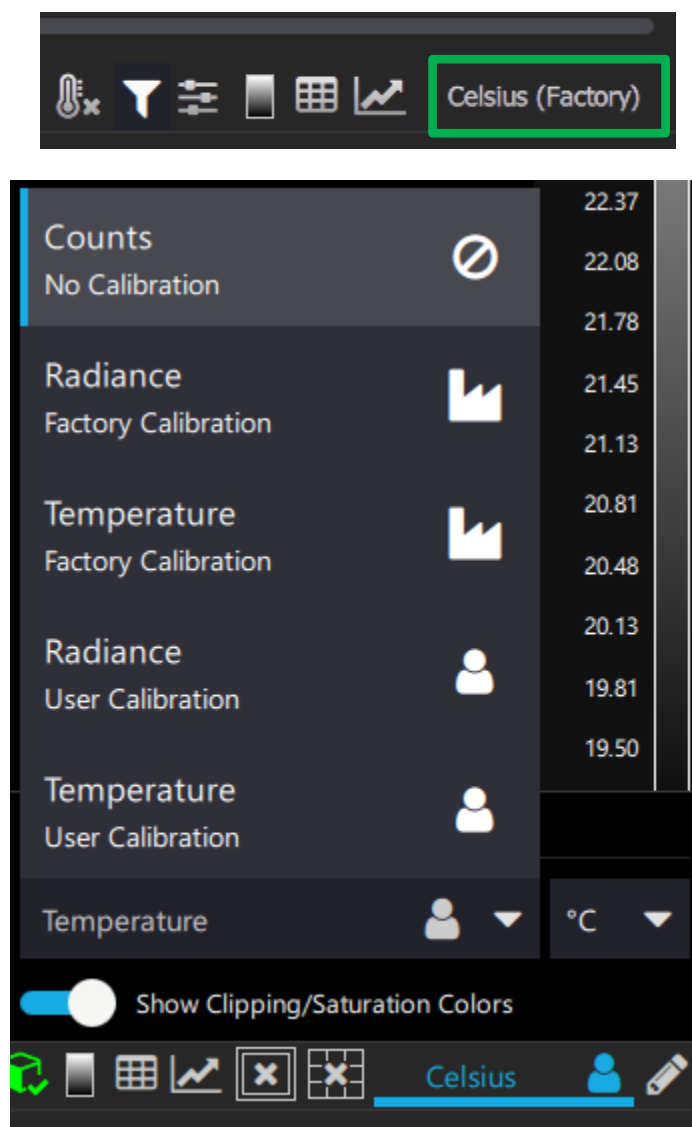 Celsius (Factory)
Counts
No Calibration
Radiance
Factory Calibration
Temperature
Factory Calibration
Radiance
User Calibration
Temperature
User Calibration
22.37
22.08
21.78
21.45
21.13
20.81
20.48
20.13
19.81
19.50
Temperature
°C
Show Clipping/Saturation Colors
Celsius